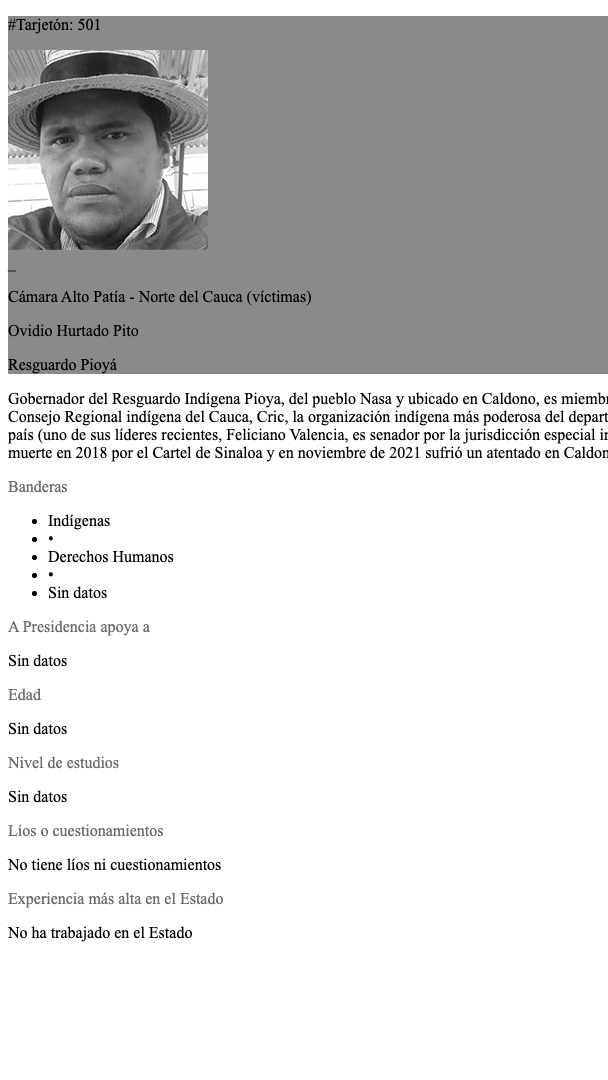 #Tarjetón: 501
_
Cámara Alto Patía - Norte del Cauca (víctimas)
Ovidio Hurtado Pito
Resguardo Pioyá
Gobernador del Resguardo Indígena Pioya, del pueblo Nasa y ubicado en Caldono, es
Consejo Regional indígena del Cauca, Cric, la organización indígena más poderosa del
país (uno de sus líderes recientes, Feliciano Valencia, es senador por la jurisdicción especial
muerte en 2018 por el Cartel de Sinaloa y en noviembre de 2021 sufrió un atentado en
Banderas
• Indígenas
• •
• Derechos Humanos
• •
• Sin datos
A Presidencia apoya a
Sin datos
Edad
Sin datos
Nivel de estudios
Sin datos
Líos o cuestionamientos
No tiene líos ni cuestionamientos
Experiencia más alta en el Estado
No ha trabajado en el Estado